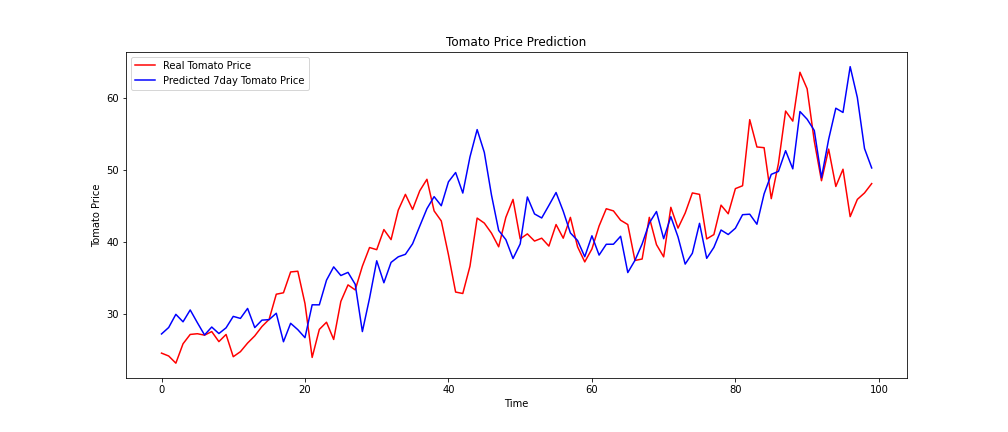 Tomato Price Prediction
Real Tomato Price
Predicted 7day Tomato Price
Tomato Price
60
50
40
30
0
20
40
60
80
100
Time